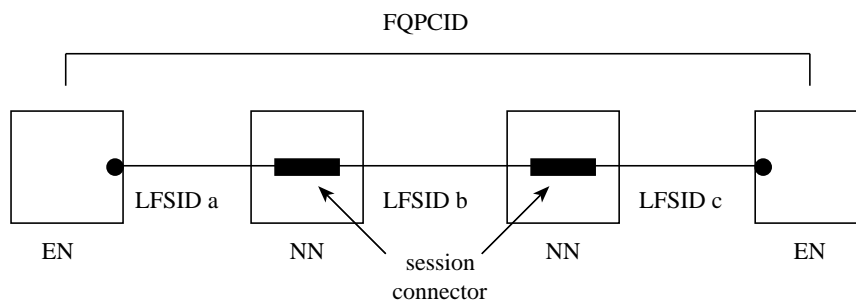 FQPCID
LFSID a
LFSID b
LFSID c
EN
NN
NN
EN
session
connector